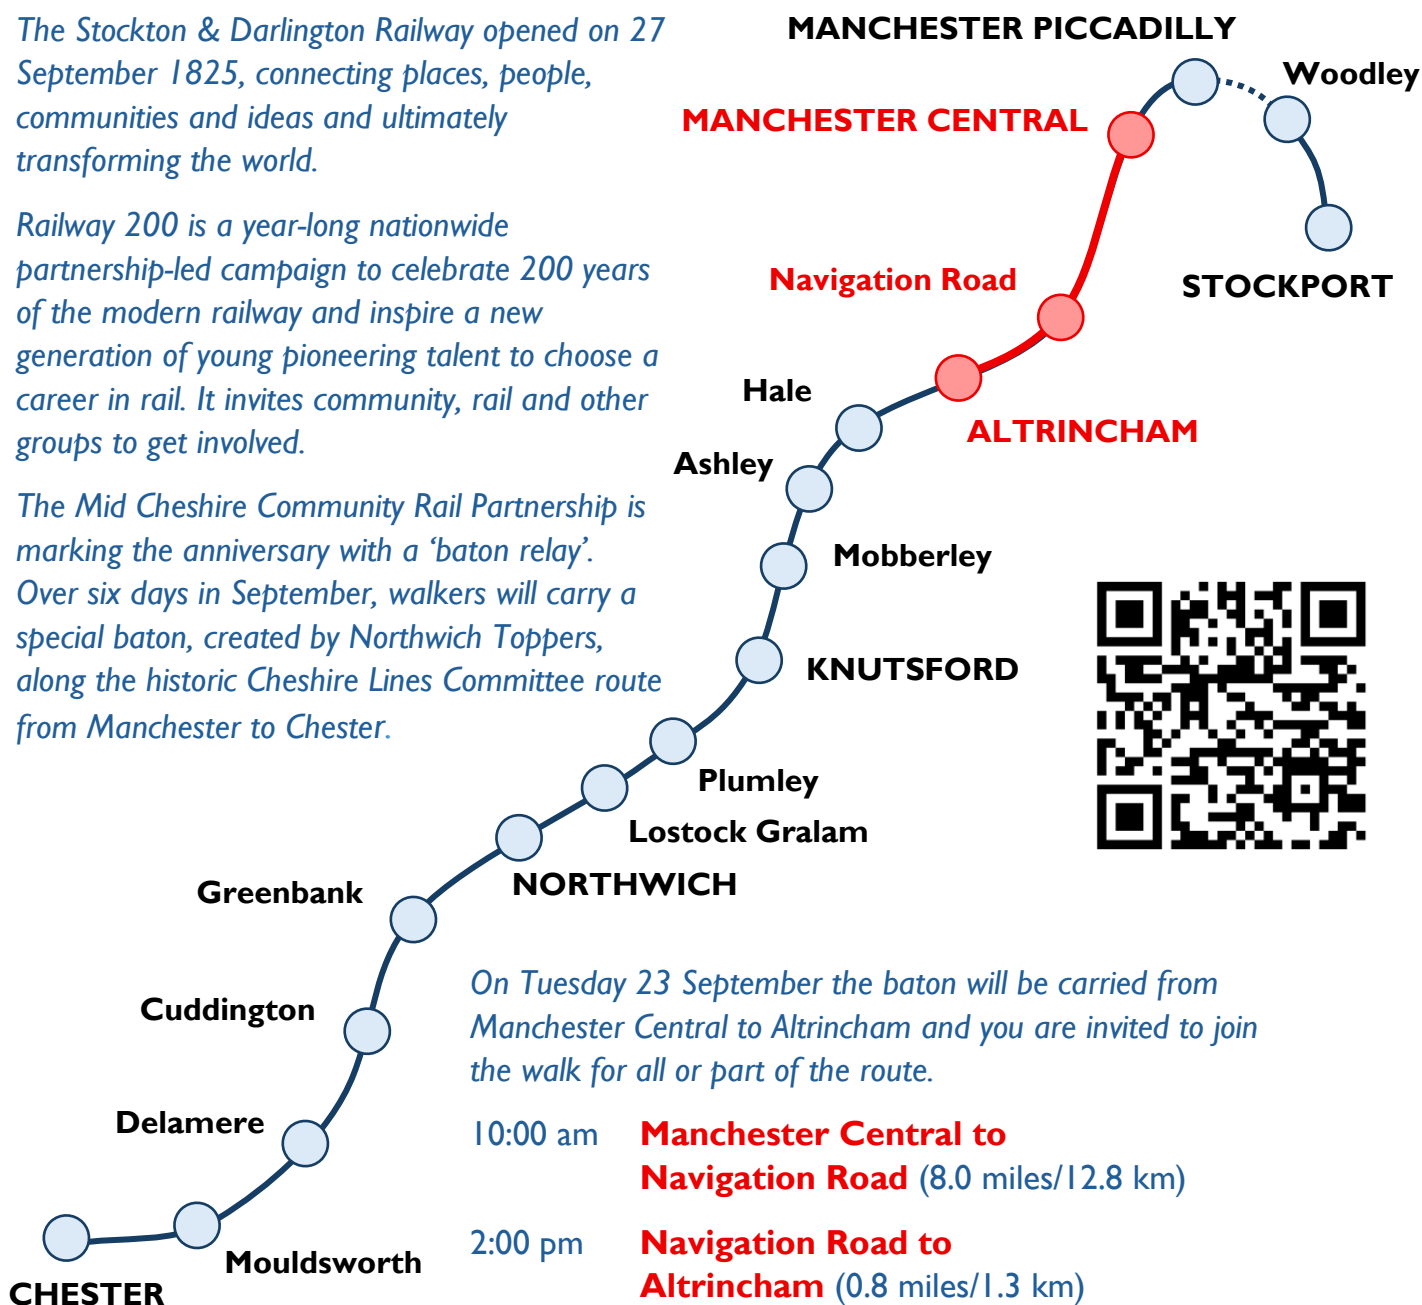 The Stockton & Darlington Railway opened on 27
September 1825, connecting places, people,
communities and ideas and ultimately
transforming the world.
Railway 200 is a year-long nationwide
partnership-led campaign to celebrate 200 years
of the modern railway and inspire a new
generation of young pioneering talent to choose a
career in rail. It invites community, rail and other
groups to get involved.
The Mid Cheshire Community Rail Partnership is
marking the anniversary with a ‘baton relay’.
Over six days in September, walkers will carry a
special baton, created by Northwich Toppers,
along the historic Cheshire Lines Committee route
from Manchester to Chester.
MANCHESTER PICCADILLY
Woodley
MANCHESTER CENTRAL
STOCKPORT
Navigation Road
Hale
ALTRINCHAM
Ashley
Mobberley
KNUTSFORD
Plumley
Lostock Gralam
NORTHWICH
Greenbank
Cuddington
Delamere
Mouldsworth
CHESTER
On Tuesday 23 September the baton will be carried from
Manchester Central to Altrincham and you are invited to join
the walk for all or part of the route.
10:00 am Manchester Central to
Navigation Road (8.0 miles/12.8 km)
2:00 pm Navigation Road to
Altrincham (0.8 miles/1.3 km)